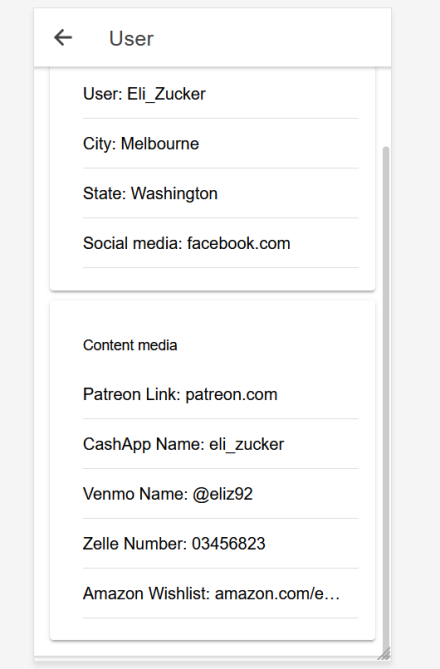 User
User: Eli_Zucker
City: Melbourne
State: Washington
Social media: facebook.com
Content media
Patreon Link: patreon.com
CashApp Name: eli_zucker
Venmo Name: @eliz92
Zelle Number: 03456823
Amazon Wishlist: amazon.com/e…